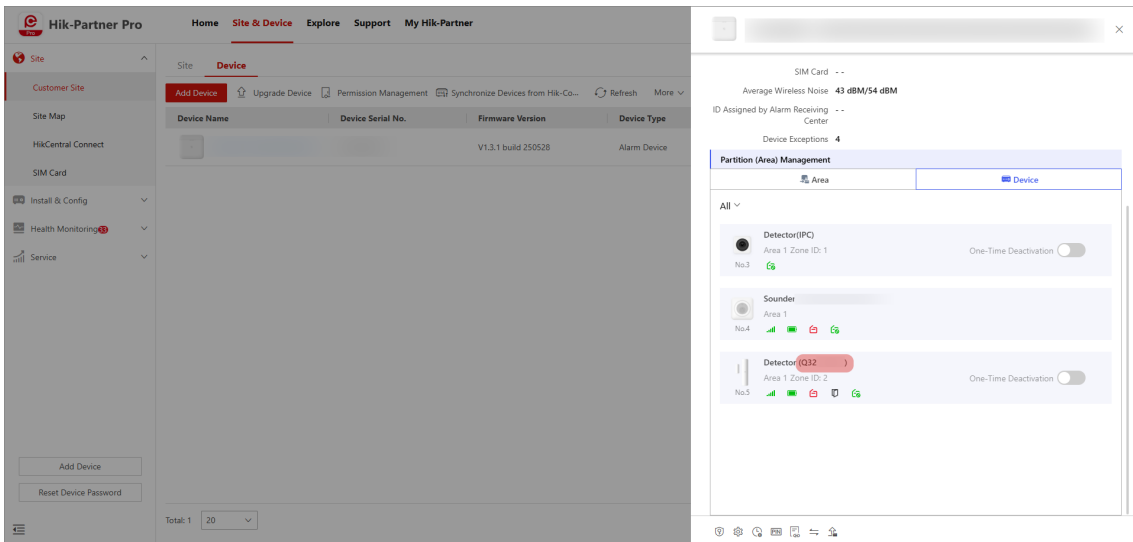 Hik-Partner Pro
Pro
Home Site & Device Explore Support My Hik-Partner
Site
Customer Site
Site Map
HikCentral Connect
SIM Card
Install & Config
Health Monitoring 33
Service
Add Device
Reset Device Password
Site Device
Add Device Upgrade Device Permission Management Synchronize Devices from Hik-Co... Refresh More
Device Name Device Serial No. Firmware Version Device Type
V1.3.1 build 250528 Alarm Device
Total: 1 20
SIM Card - -
Average Wireless Noise 43 dBM/54 dBM
ID Assigned by Alarm Receiving - -
Center
Device Exceptions 4
Partition (Area) Management
Area Device
All
Detector(IPC)
Area 1 Zone ID: 1 One-Time Deactivation
No.3
Sounder
Area 1
No.4
Detector (Q32 )
Area 1 Zone ID: 2 One-Time Deactivation
No.5
PIN